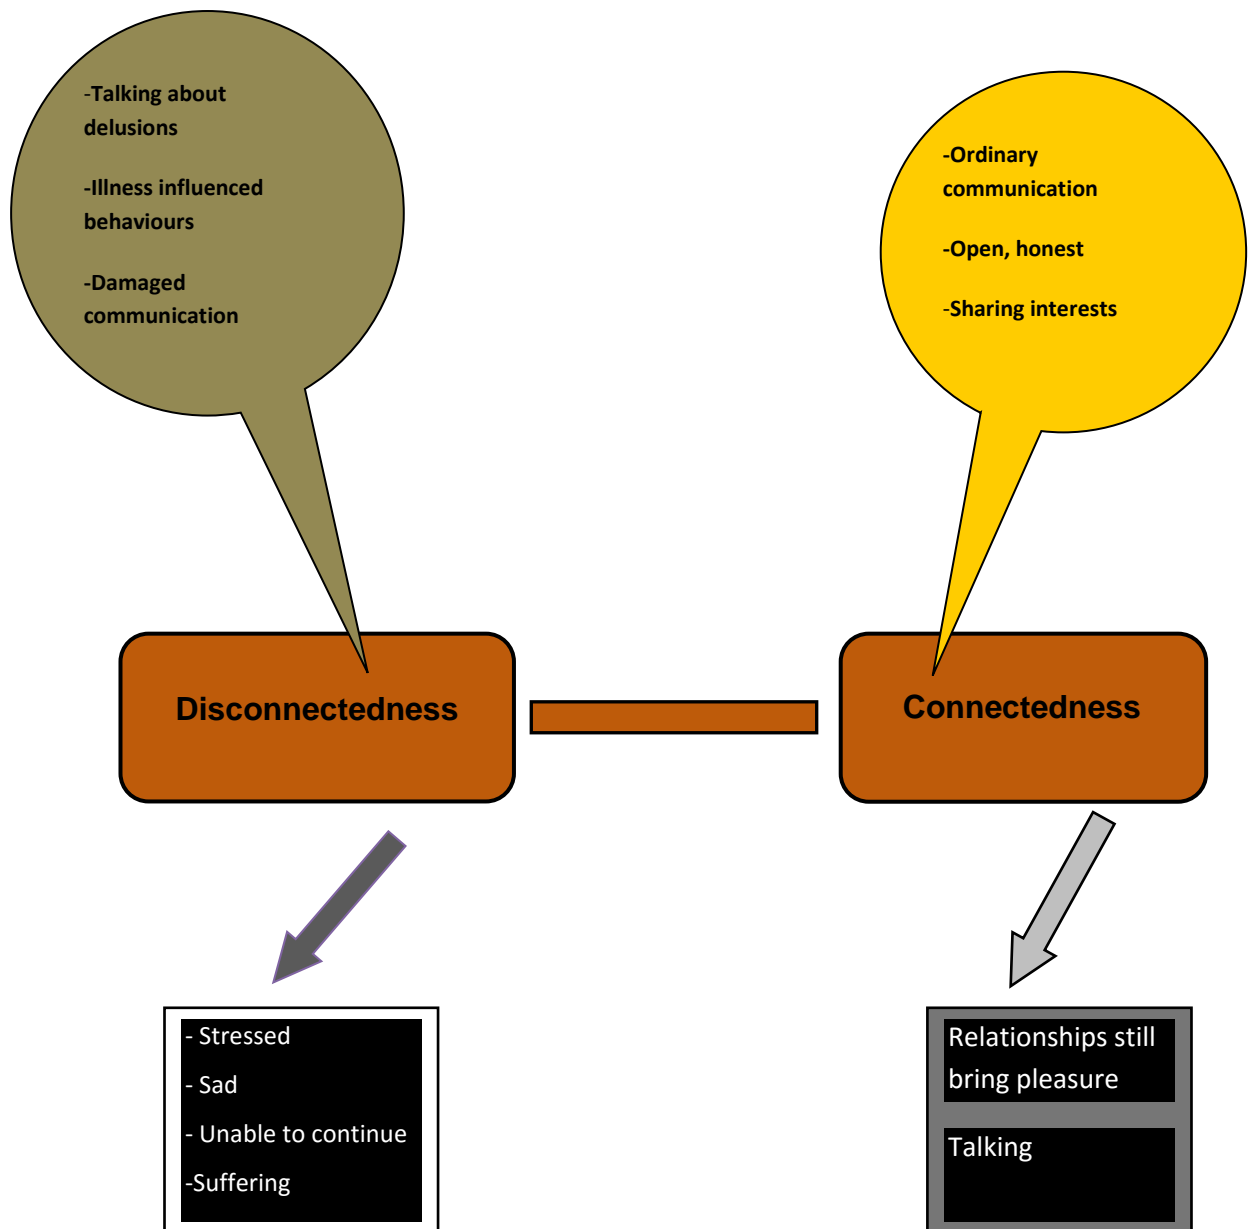 -Talking about
delusions
-Illness influenced
behaviours
-Damaged
communication
-Ordinary
communication
-Open, honest
-Sharing interests
Disconnectedness
Connectedness
- Stressed
- Sad
- Unable to continue
-Suffering
Relationships still
bring pleasure
Talking